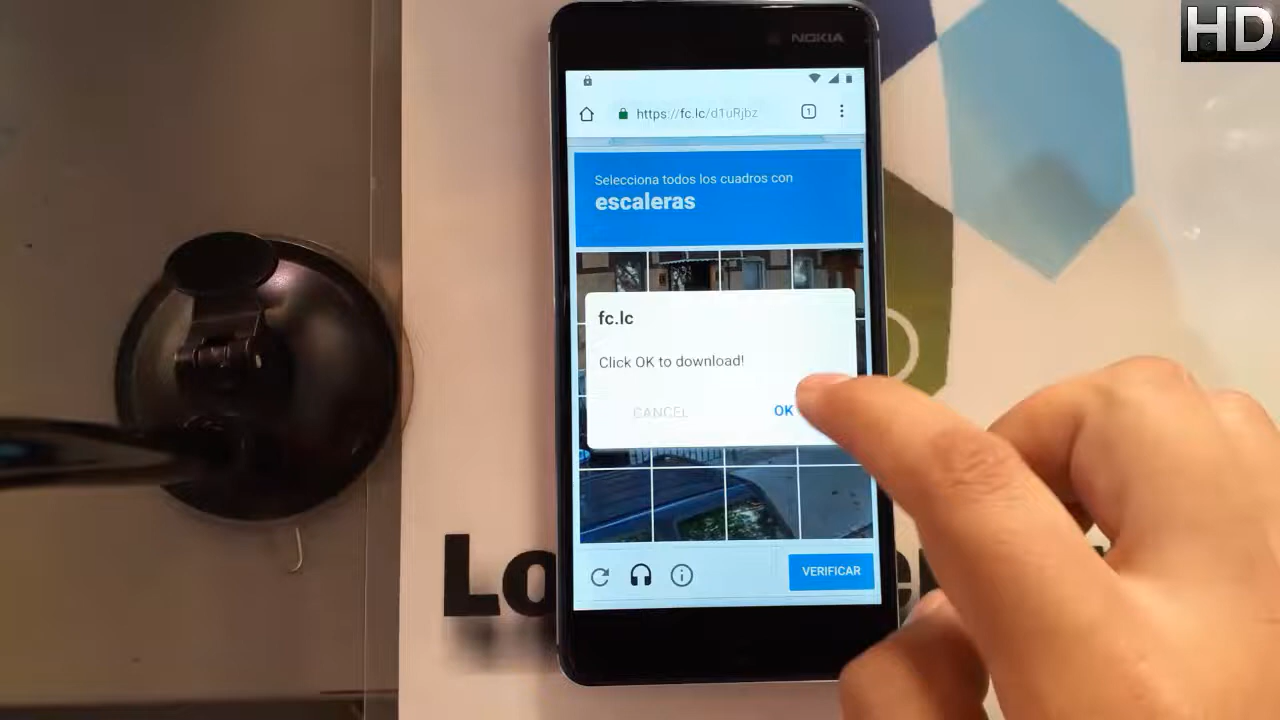 HD
NOKIA
https://fc.lc/d1uRjbz
1
Selecciona todos los cuadros con
escaleras
fc.lc
Click OK to download!
CANCEL
OK
VERIFICAR
Lo